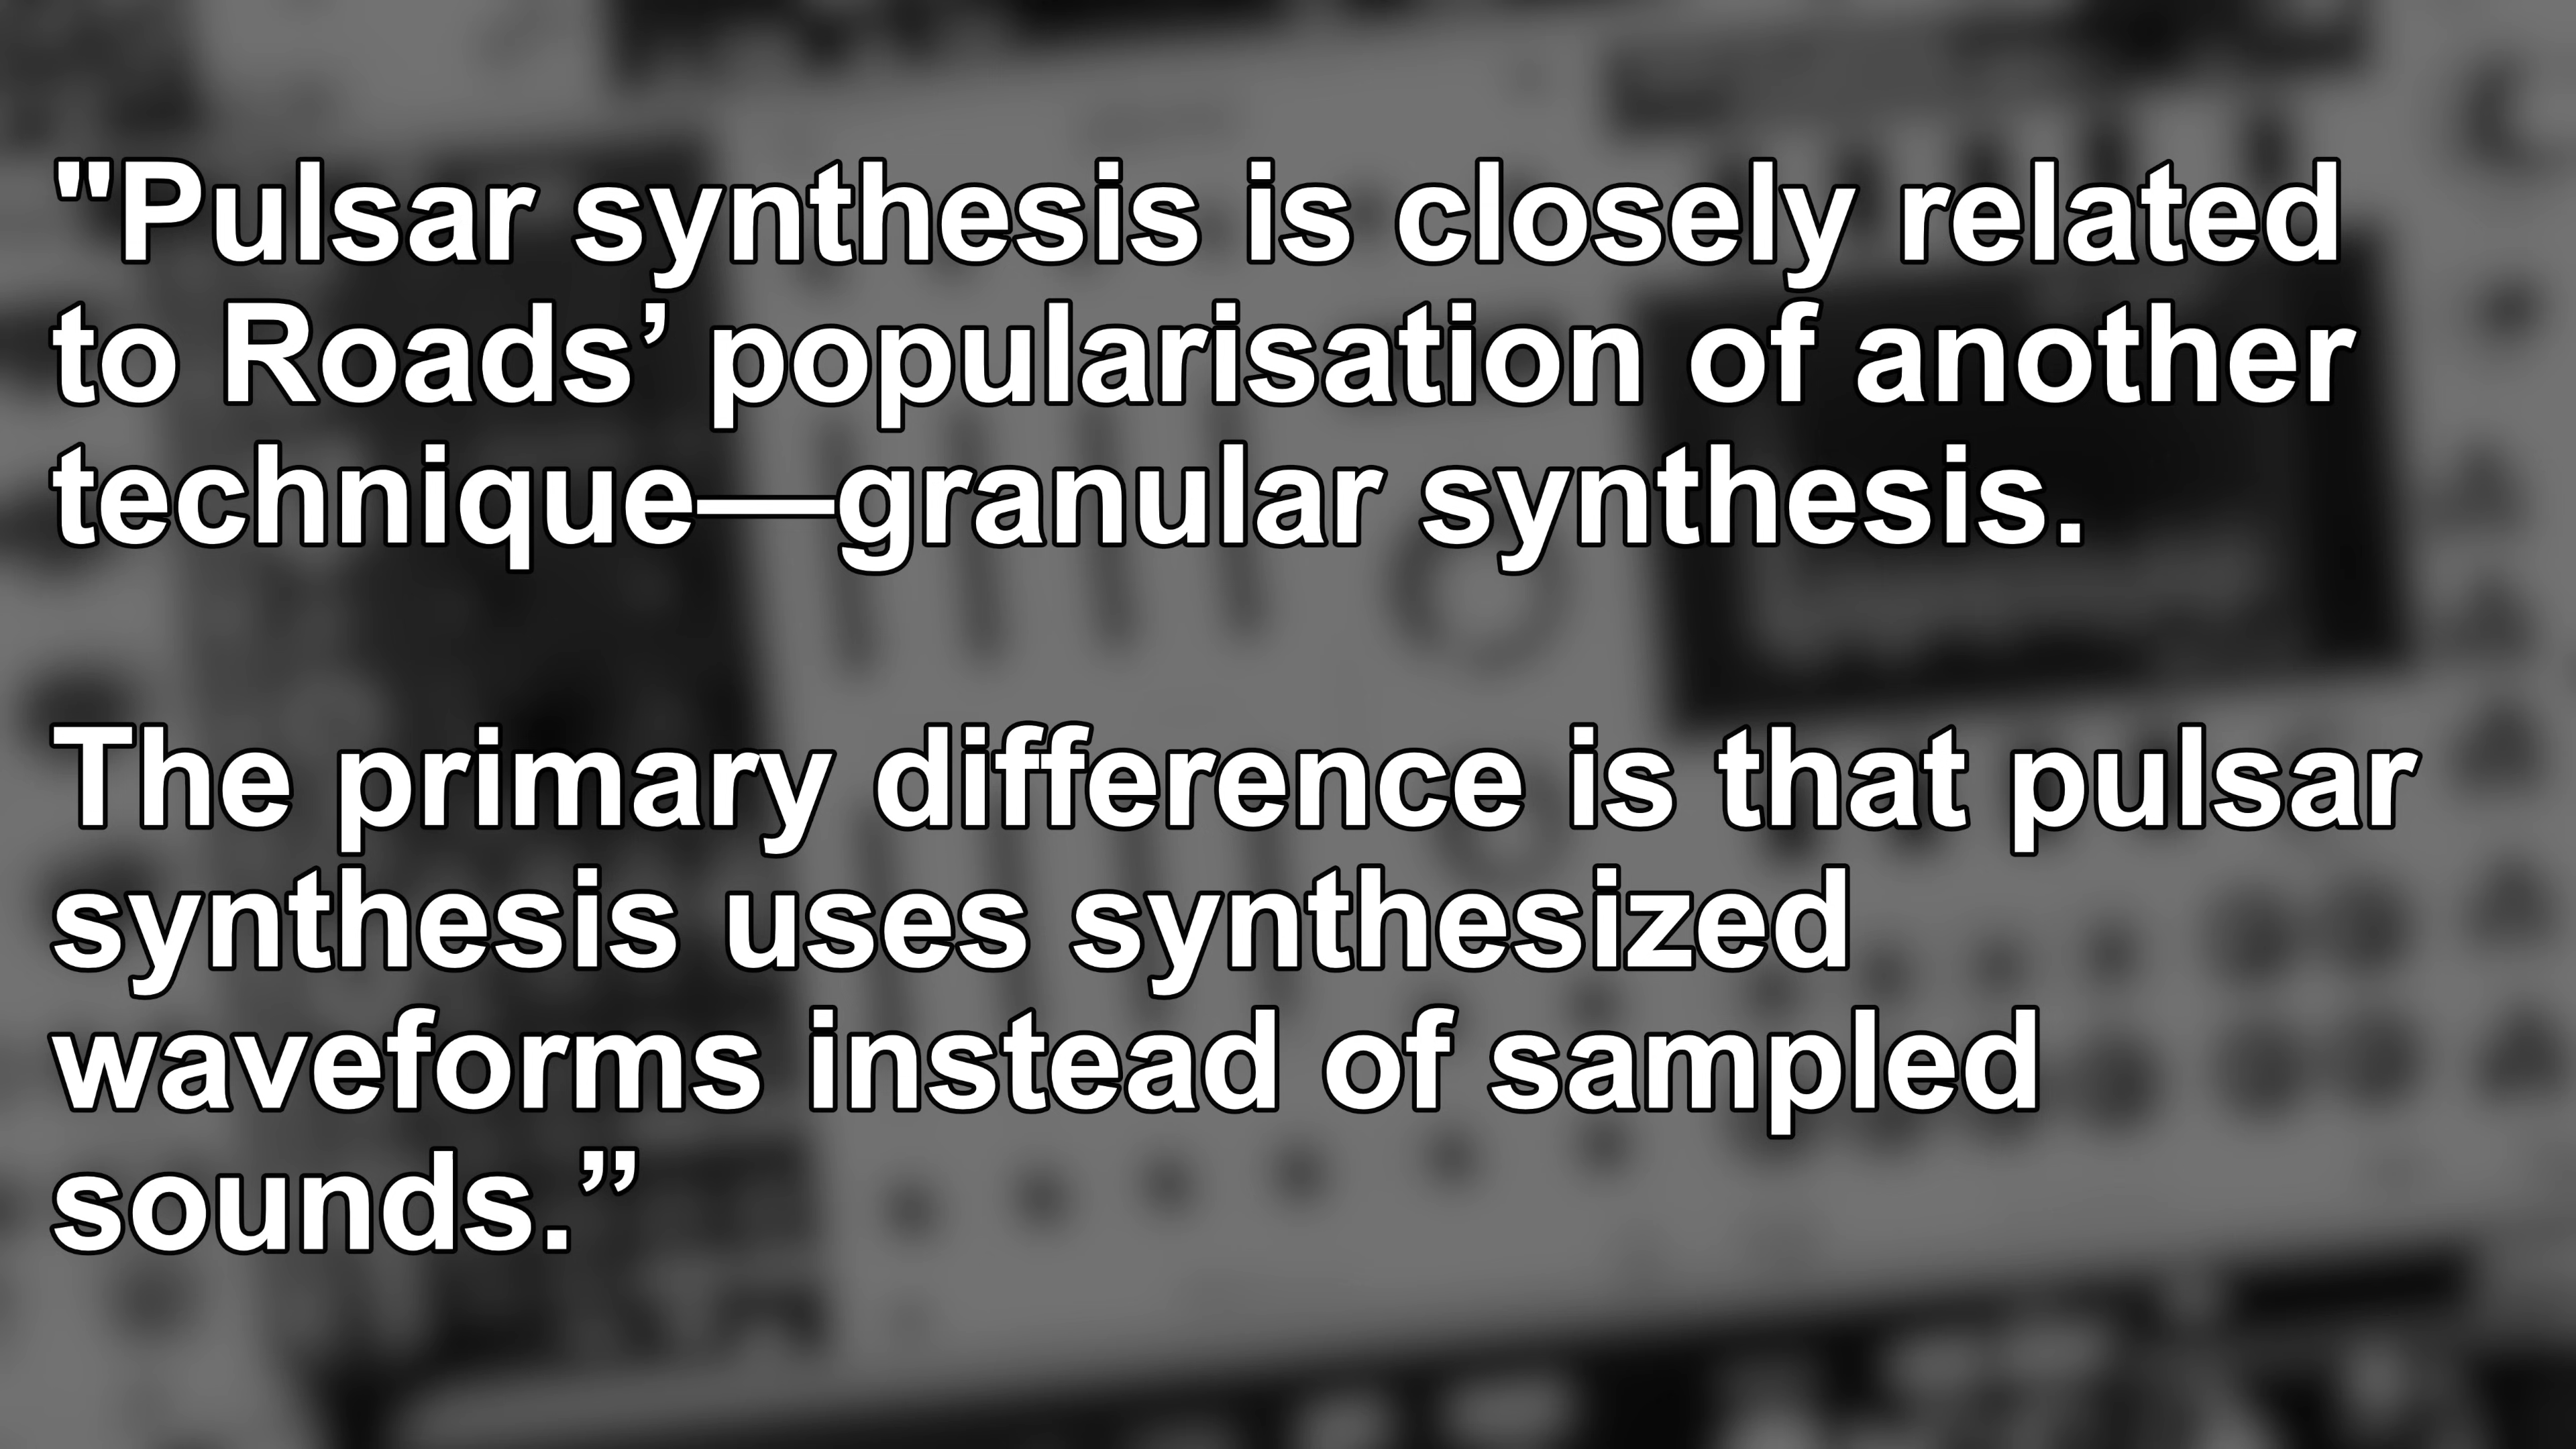 "Pulsar synthesis is closely related
to Roads’ popularisation of another
technique—granular synthesis.
The primary difference is that pulsar
synthesis uses synthesized
waveforms instead of sampled
sounds.”